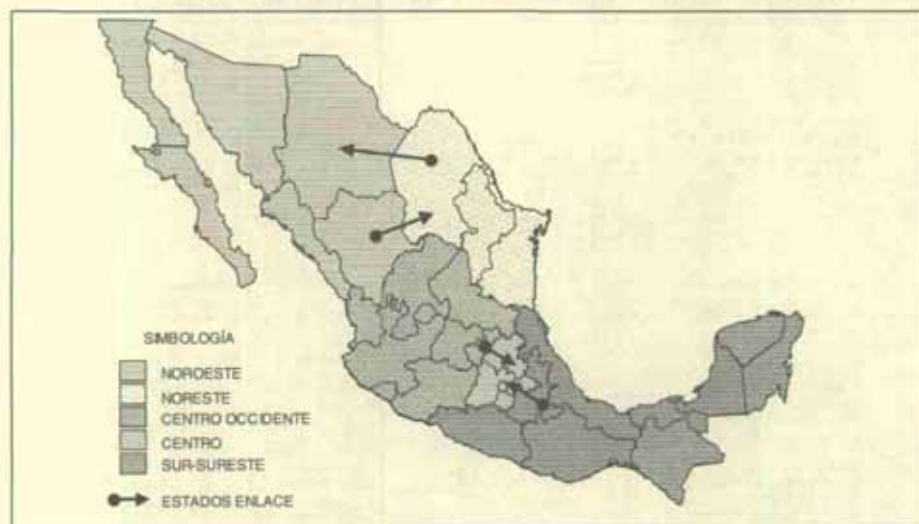 SIMBOLOGÍA
NOROESTE
NORESTE
CENTRO OCCIDENTE
CENTRO
SUR-SURESTE
ESTADOS ENLACE